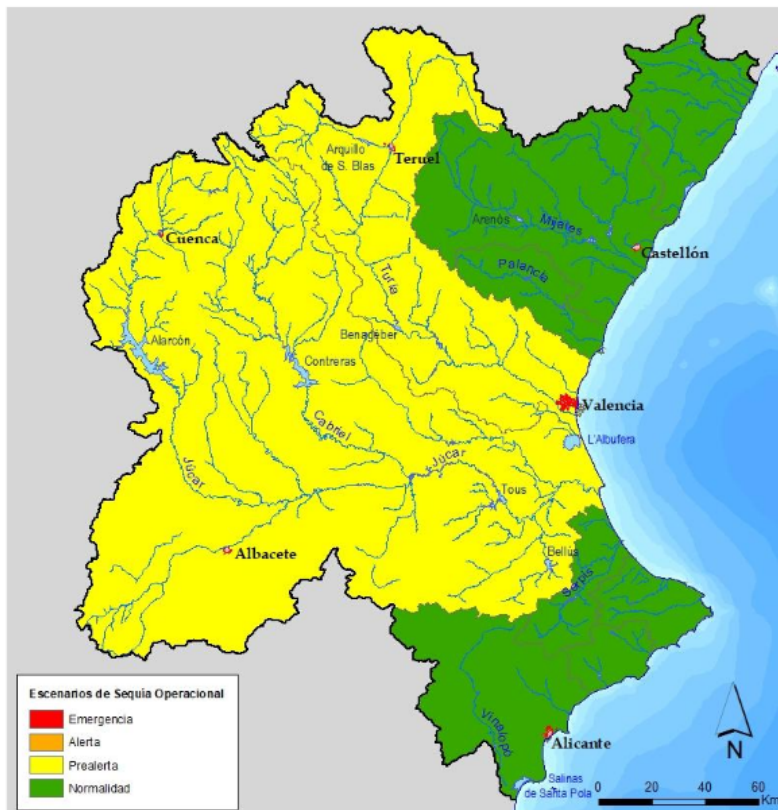 Arquillo
de S. Blas
Teruel
Cuenca
Arenós
Mijares
Castellón
Palancia
Turia
Alarcón
Benagéber
Contreras
Valencia
L'Albufera
Cabriel
Júcar
Júcar
Tous
Albacete
Bellús
Serpis
Vinalopó
Alicante
Salinas
de Santa Pola
Escenarios de Sequía Operacional
Emergencia
Alerta
Prealerta
Normalidad
N
0 20 40 60
Km